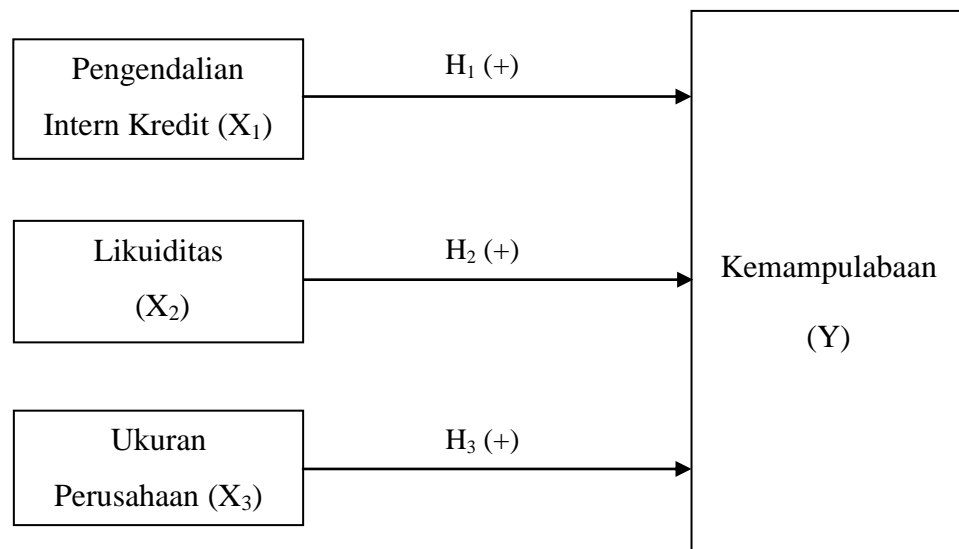 Pengendalian
Intern Kredit (X₁)
H₁ (+)
Likuiditas
(X₂)
H₂ (+)
Ukuran
Perusahaan (X₃)
H₃ (+)
Kemampulabaan
(Y)